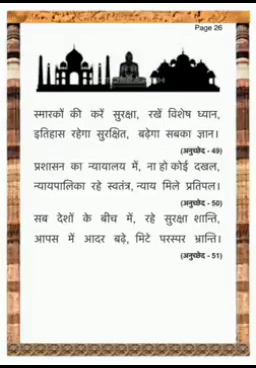 Page 26
स्मारकों की करें सुरक्षा, रखें विशेष ध्यान,
इतिहास रहेगा सुरक्षित, बढ़ेगा सबका ज्ञान।
(अनुच्छेद - 49)
प्रशासन का न्यायालय में, ना हो कोई दखल,
न्यायपालिका रहे स्वतंत्र, न्याय मिले प्रतिपल।
(अनुच्छेद - 50)
सब देशों के बीच में, रहे सुरक्षा शान्ति,
आपस में आदर बढ़े, मिटे परस्पर भ्रान्ति।
(अनुच्छेद - 51)